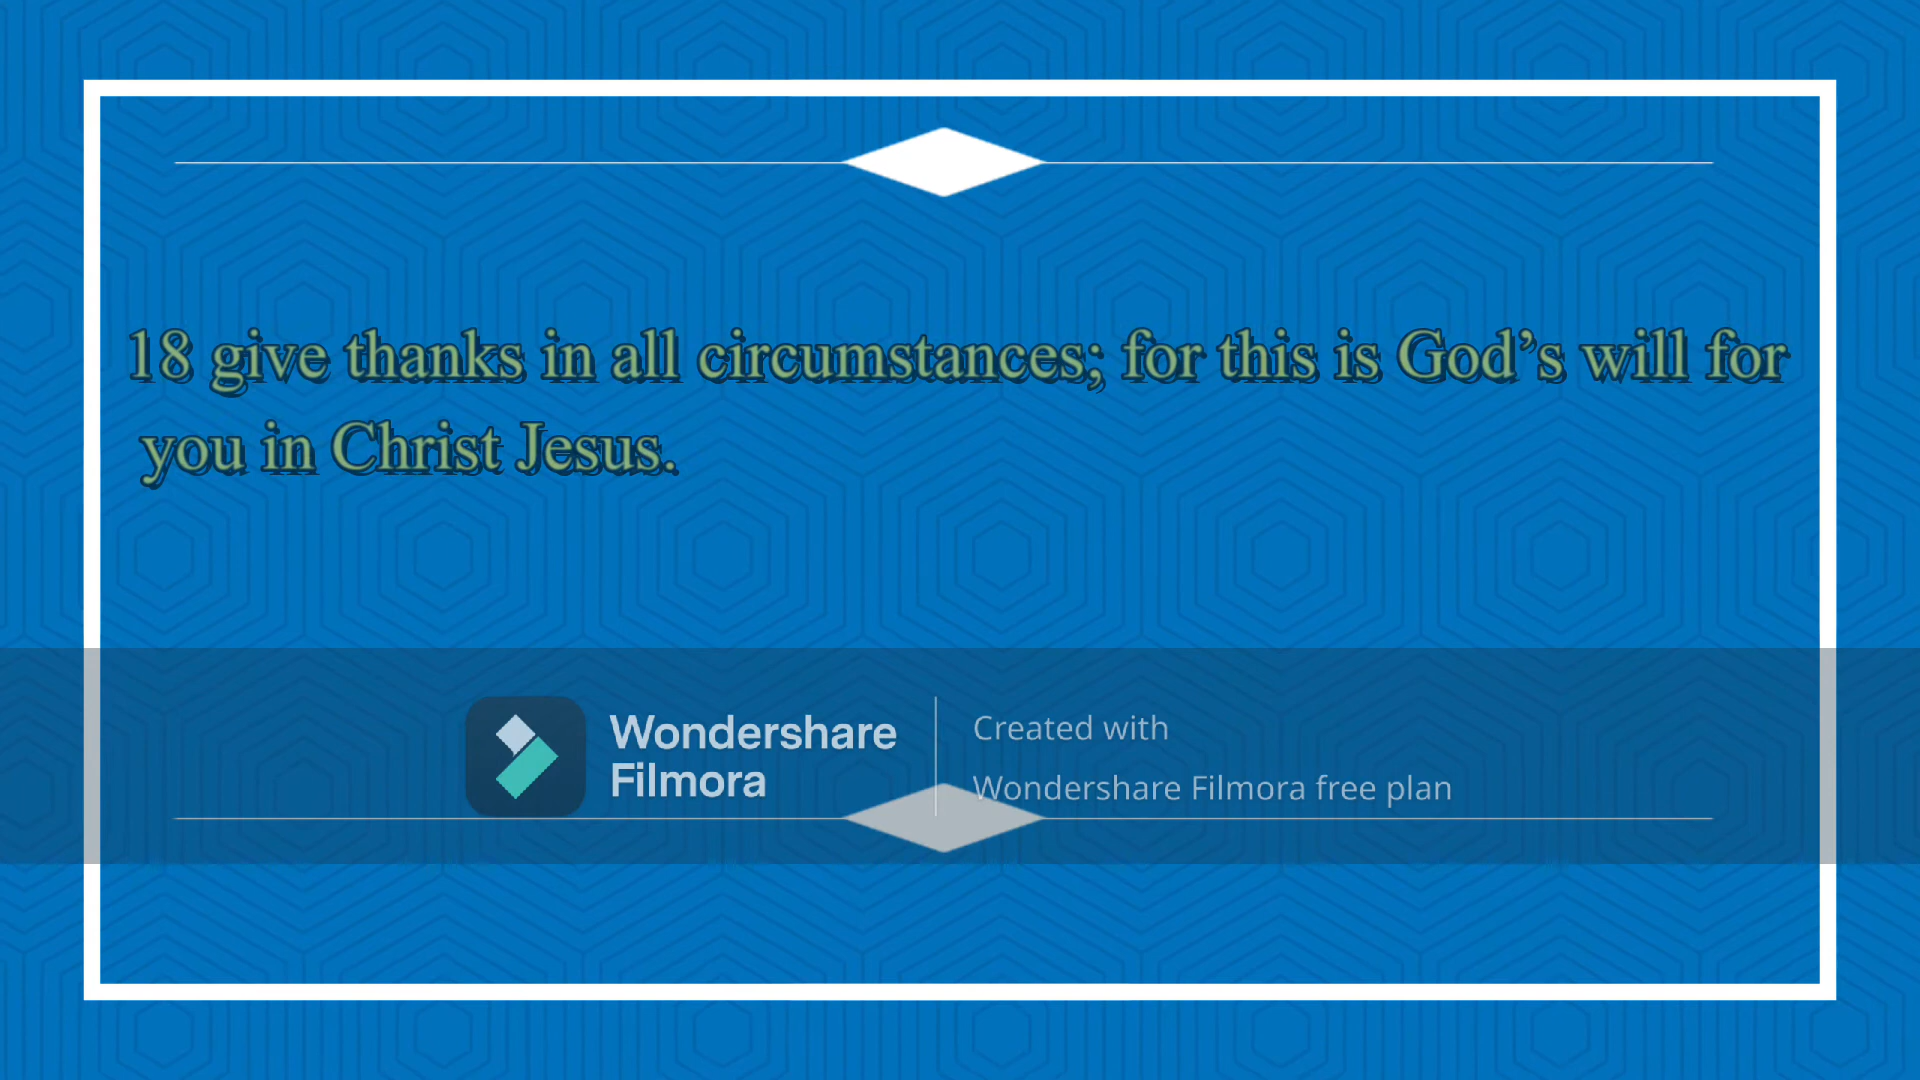 18 give thanks in all circumstances; for this is God’s will for
you in Christ Jesus.
Wondershare
Filmora
Created with
Wondershare Filmora free plan